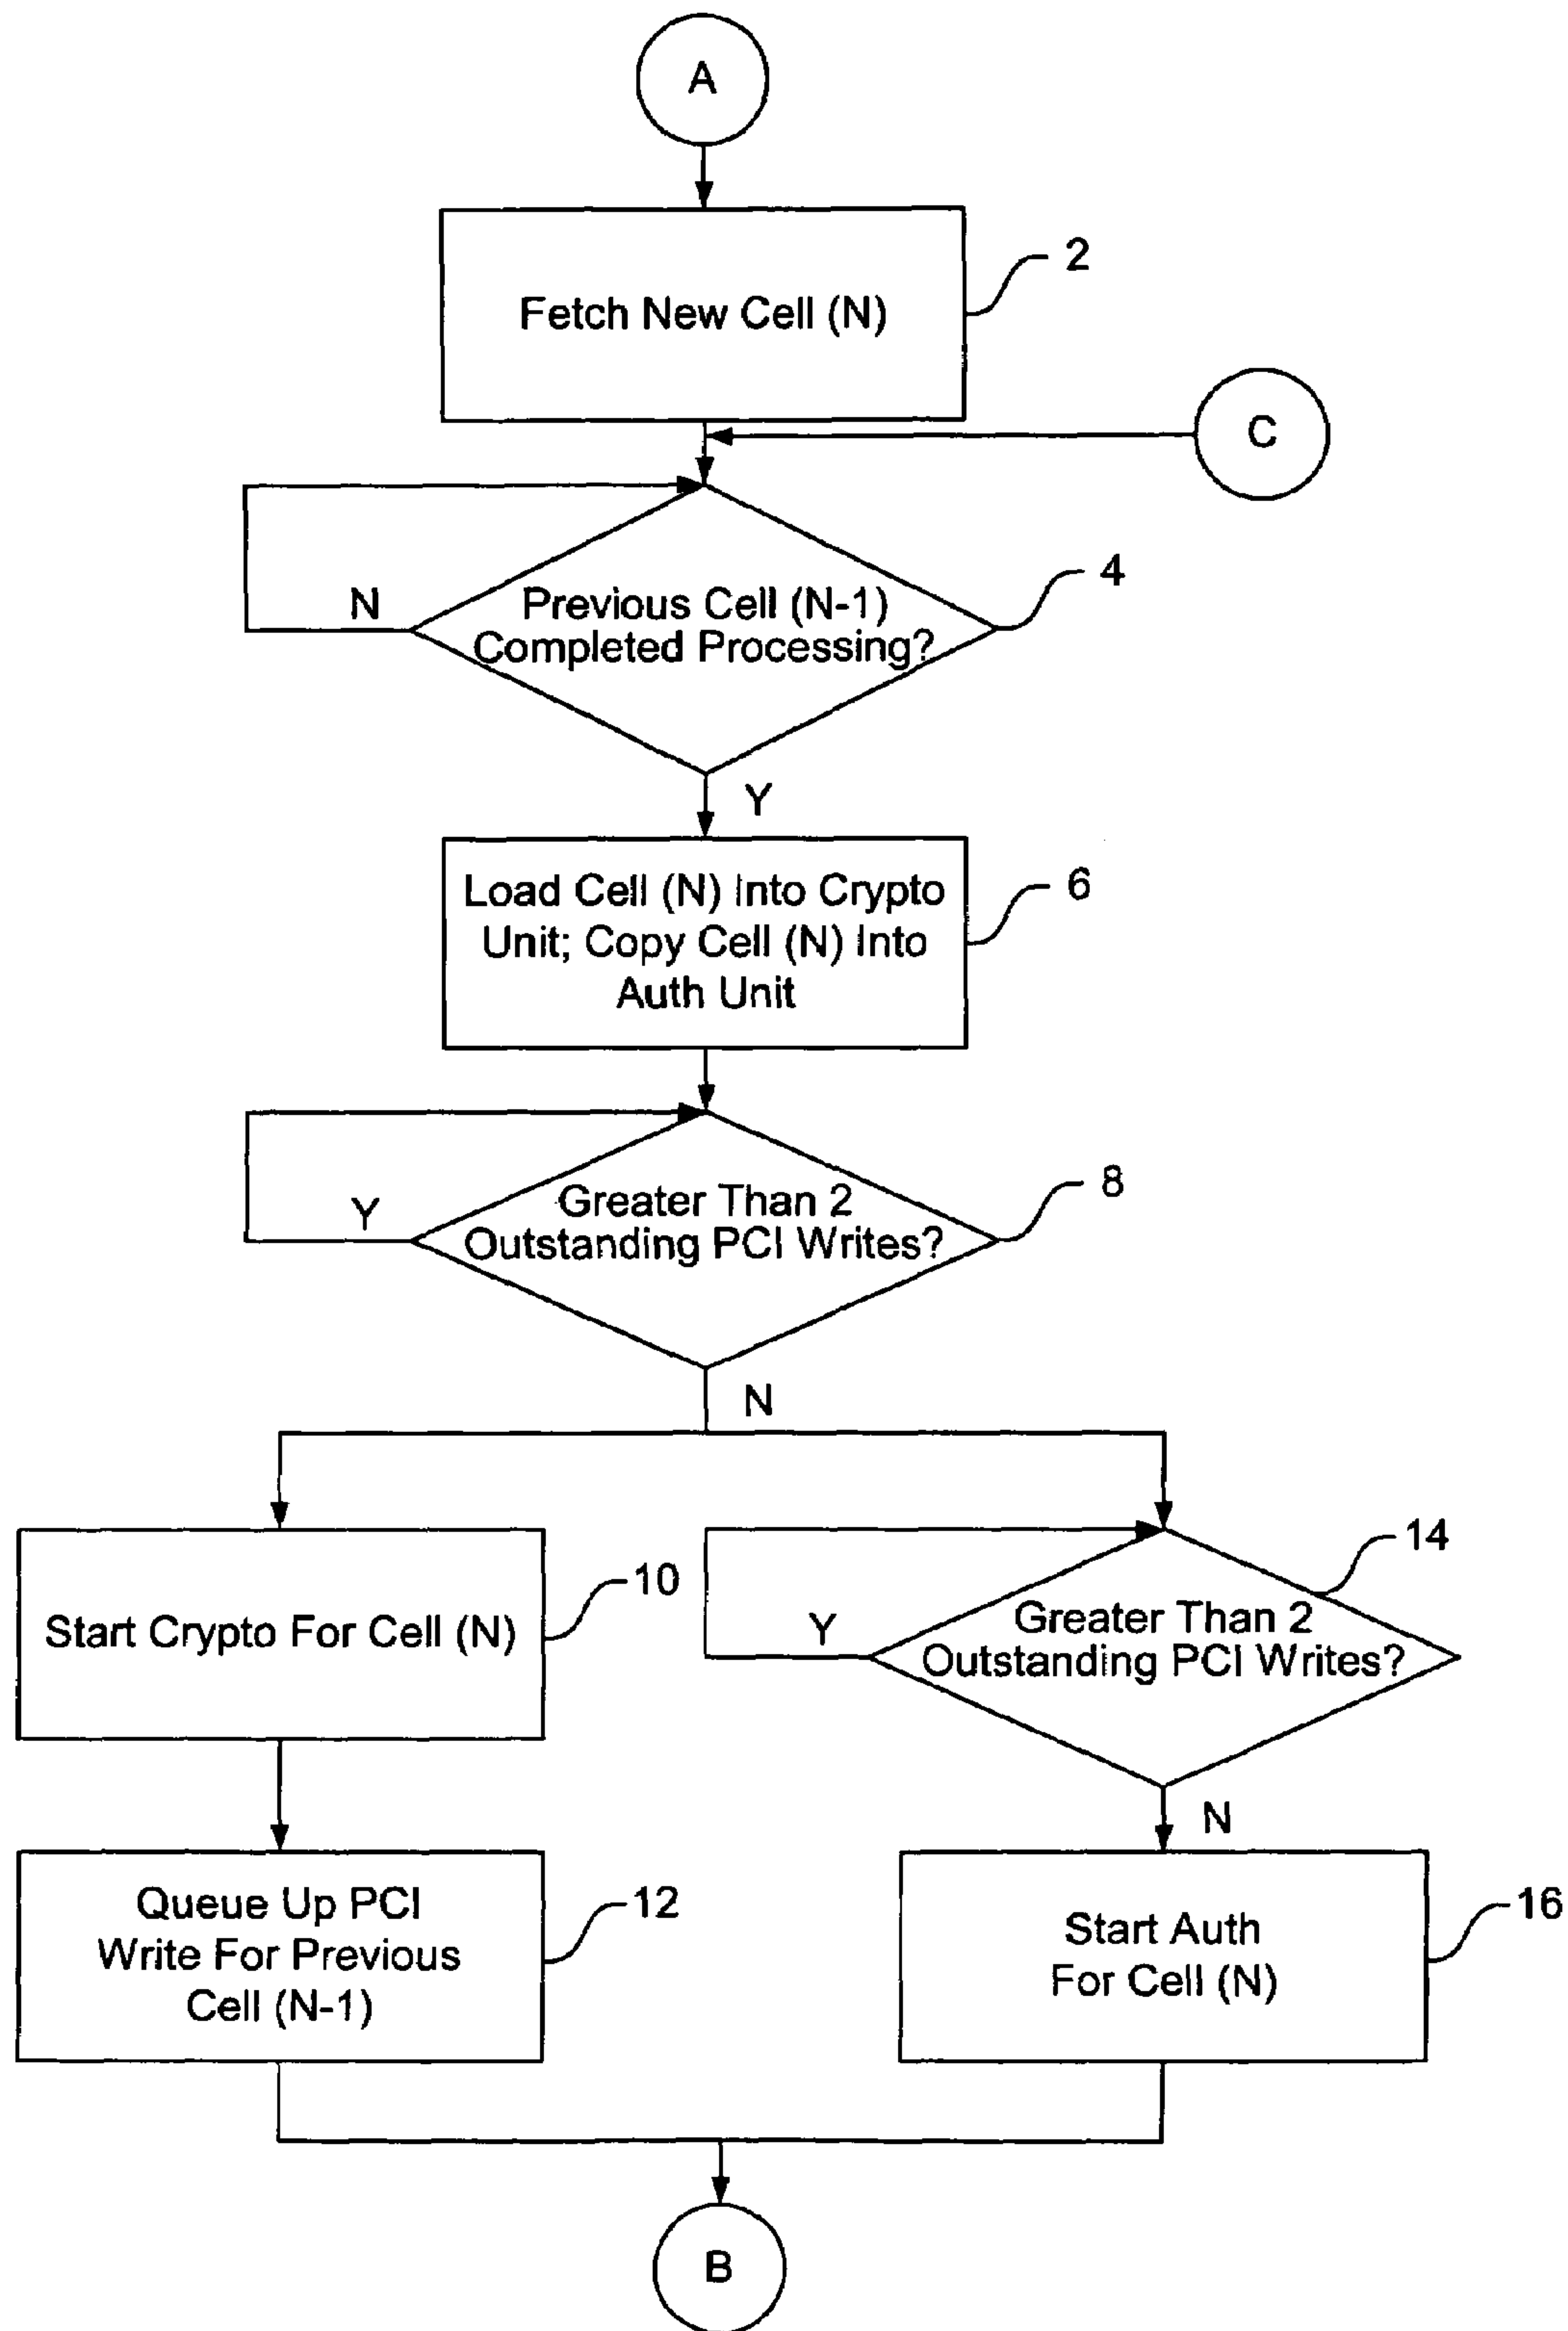 A
Fetch New Cell (N)
2
C
Previous Cell (N-1)
Completed Processing?
4
N
Y
Load Cell (N) Into Crypto
Unit; Copy Cell (N) Into
Auth Unit
6
Greater Than 2
Outstanding PCI Writes?
8
Y
N
Start Crypto For Cell (N)
10
Greater Than 2
Outstanding PCI Writes?
14
Y
N
Queue Up PCI
Write For Previous
Cell (N-1)
12
Start Auth
For Cell (N)
16
B